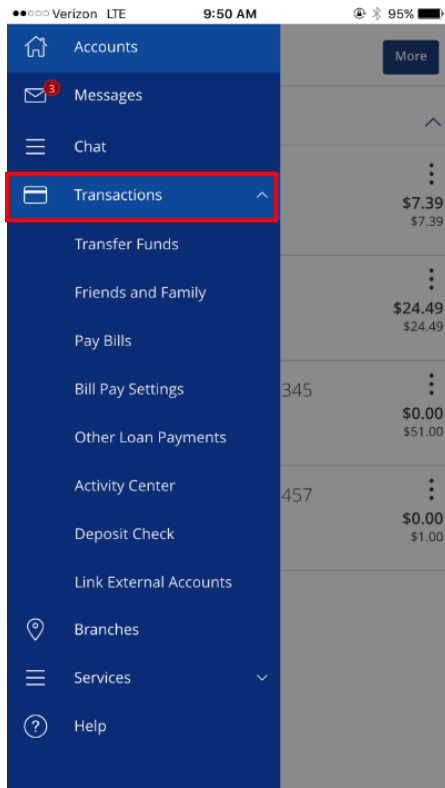 Verizon LTE 9:50 AM 95%
Accounts
More
3
Messages
Chat
Transactions
$7.39
$7.39
Transfer Funds
Friends and Family
$24.49
$24.49
Pay Bills
Bill Pay Settings
345
$0.00
$51.00
Other Loan Payments
Activity Center
457
$0.00
$1.00
Deposit Check
Link External Accounts
Branches
Services
? Help